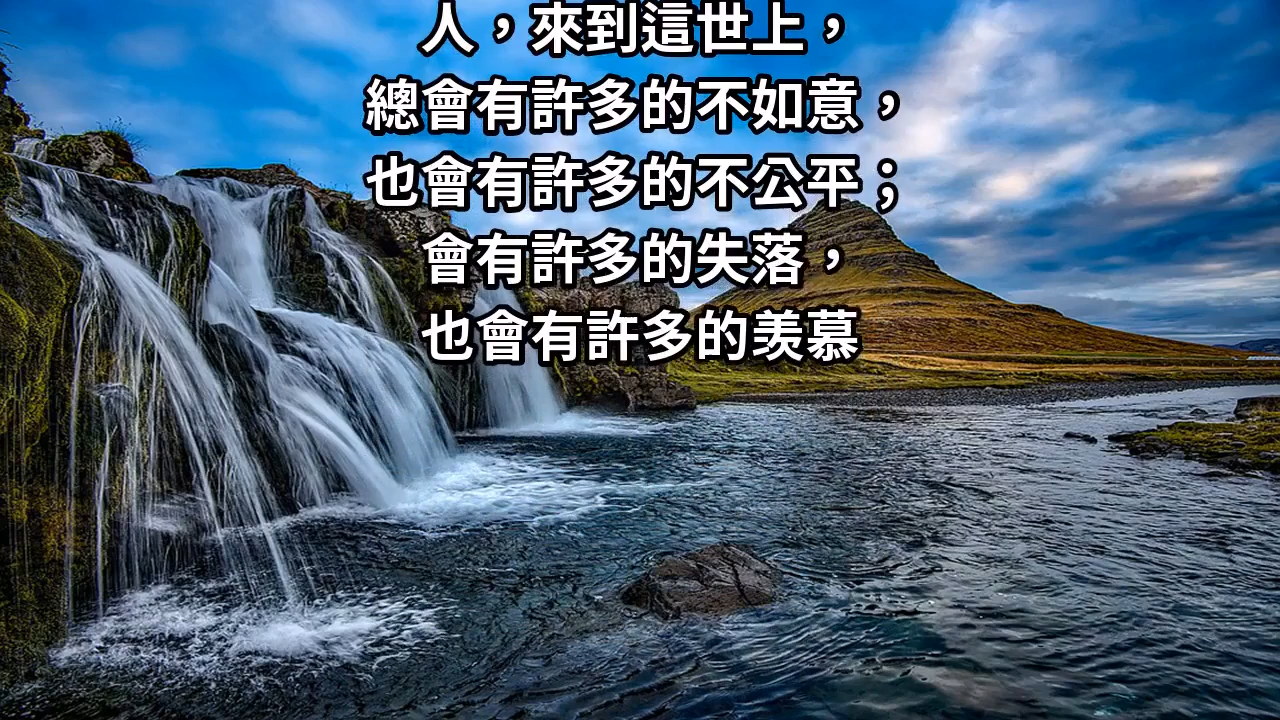 人，來到這世上，
總會有許多的不如意，
也會有許多的不公平；
會有許多的失落，
也會有許多的羨慕